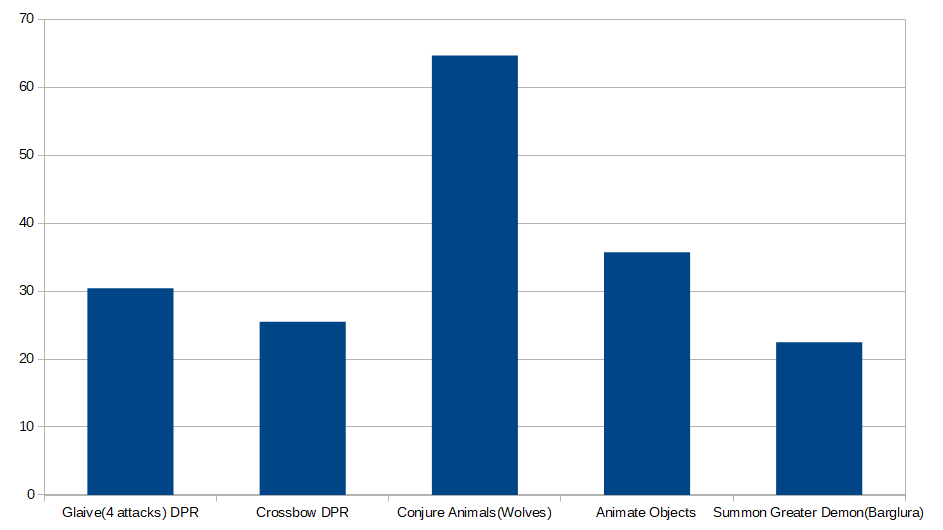 70
60
50
40
30
20
10
0
Glaive(4 attacks) DPR
Crossbow DPR
Conjure Animals(Wolves)
Animate Objects
Summon Greater Demon(Barglura)